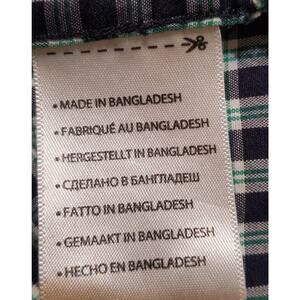 • MADE IN BANGLADESH
• FABRIQUÉ AU BANGLADESH
• HERGESTELLT IN BANGLADESH
• СДЕЛАНО В БАНГЛАДЕШ
• FATTO IN BANGLADESH
• GEMAAKT IN BANGLADESH
• HECHO EN BANGLADESH